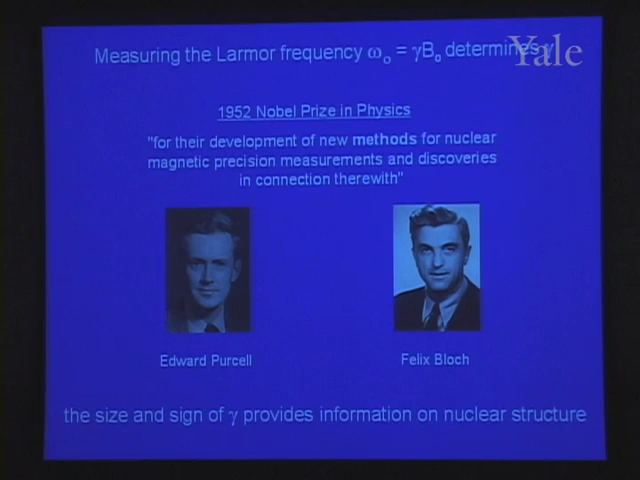 Measuring the Larmor frequency ω₀ = γB₀ determines γ
Yale
1952 Nobel Prize in Physics
"for their development of new methods for nuclear
magnetic precision measurements and discoveries
in connection therewith"
Edward Purcell
Felix Bloch
the size and sign of γ provides information on nuclear structure